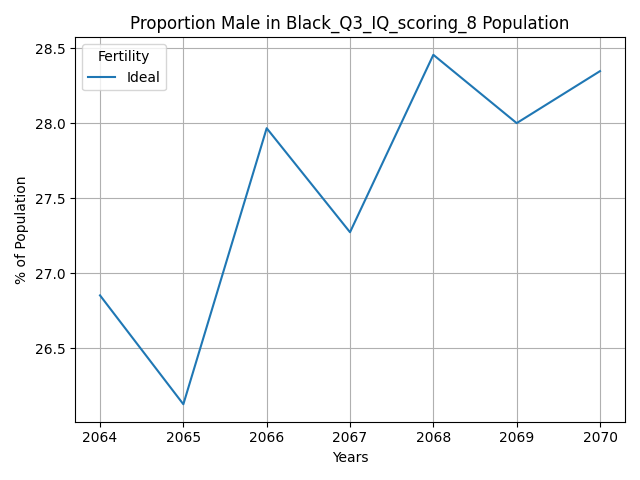 Proportion Male in Black_Q3_IQ_scoring_8 Population
28.5
Fertility
Ideal
28.0
27.5
% of Population
27.0
26.5
2064 2065 2066 2067 2068 2069 2070
Years